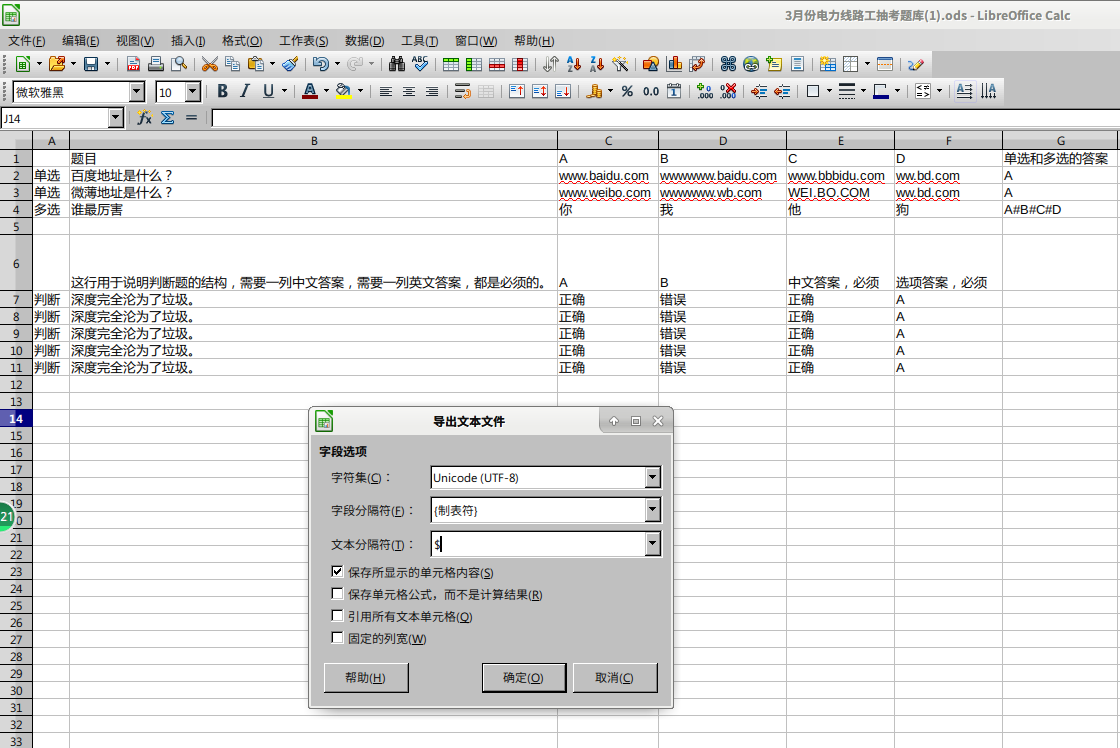 3月份电力线路工抽考题库(1).ods - LibreOffice Calc
文件(F) 编辑(E) 视图(V) 插入(I) 格式(O) 工作表(S) 数据(D) 工具(T) 窗口(W) 帮助(H)
微软雅黑 10 B I U A % 0.0
J14
A B C D E F G
1 题目 A B C D 单选和多选的答案
2 单选 百度地址是什么？ www.baidu.com wwwwwww.baidu.com www.bbbidu.com ww.bd.com A
3 单选 微薄地址是什么？ www.weibo.com wwwwwww.wb.com WEI.BO.COM ww.bd.com A
4 多选 谁最厉害 你 我 他 狗 A#B#C#D
5
6 这行用于说明判断题的结构，需要一列中文答案，需要一列英文答案，都是必须的。 A B 中文答案，必须 选项答案，必须
7 判断 深度完全沦为了垃圾。 正确 错误 正确 A
8 判断 深度完全沦为了垃圾。 正确 错误 正确 A
9 判断 深度完全沦为了垃圾。 正确 错误 正确 A
10 判断 深度完全沦为了垃圾。 正确 错误 正确 A
11 判断 深度完全沦为了垃圾。 正确 错误 正确 A
12
13
14
15
16
17
18
19
21
21
22
23
24
25
26
27
28
29
30
31
32
33
导出文本文件
字段选项
字符集(C)： Unicode (UTF-8)
字段分隔符(F)： {制表符}
文本分隔符(T)： $
保存所显示的单元格内容(S)
保存单元格公式，而不是计算结果(R)
引用所有文本单元格(Q)
固定的列宽(W)
帮助(H) 确定(O) 取消(C)